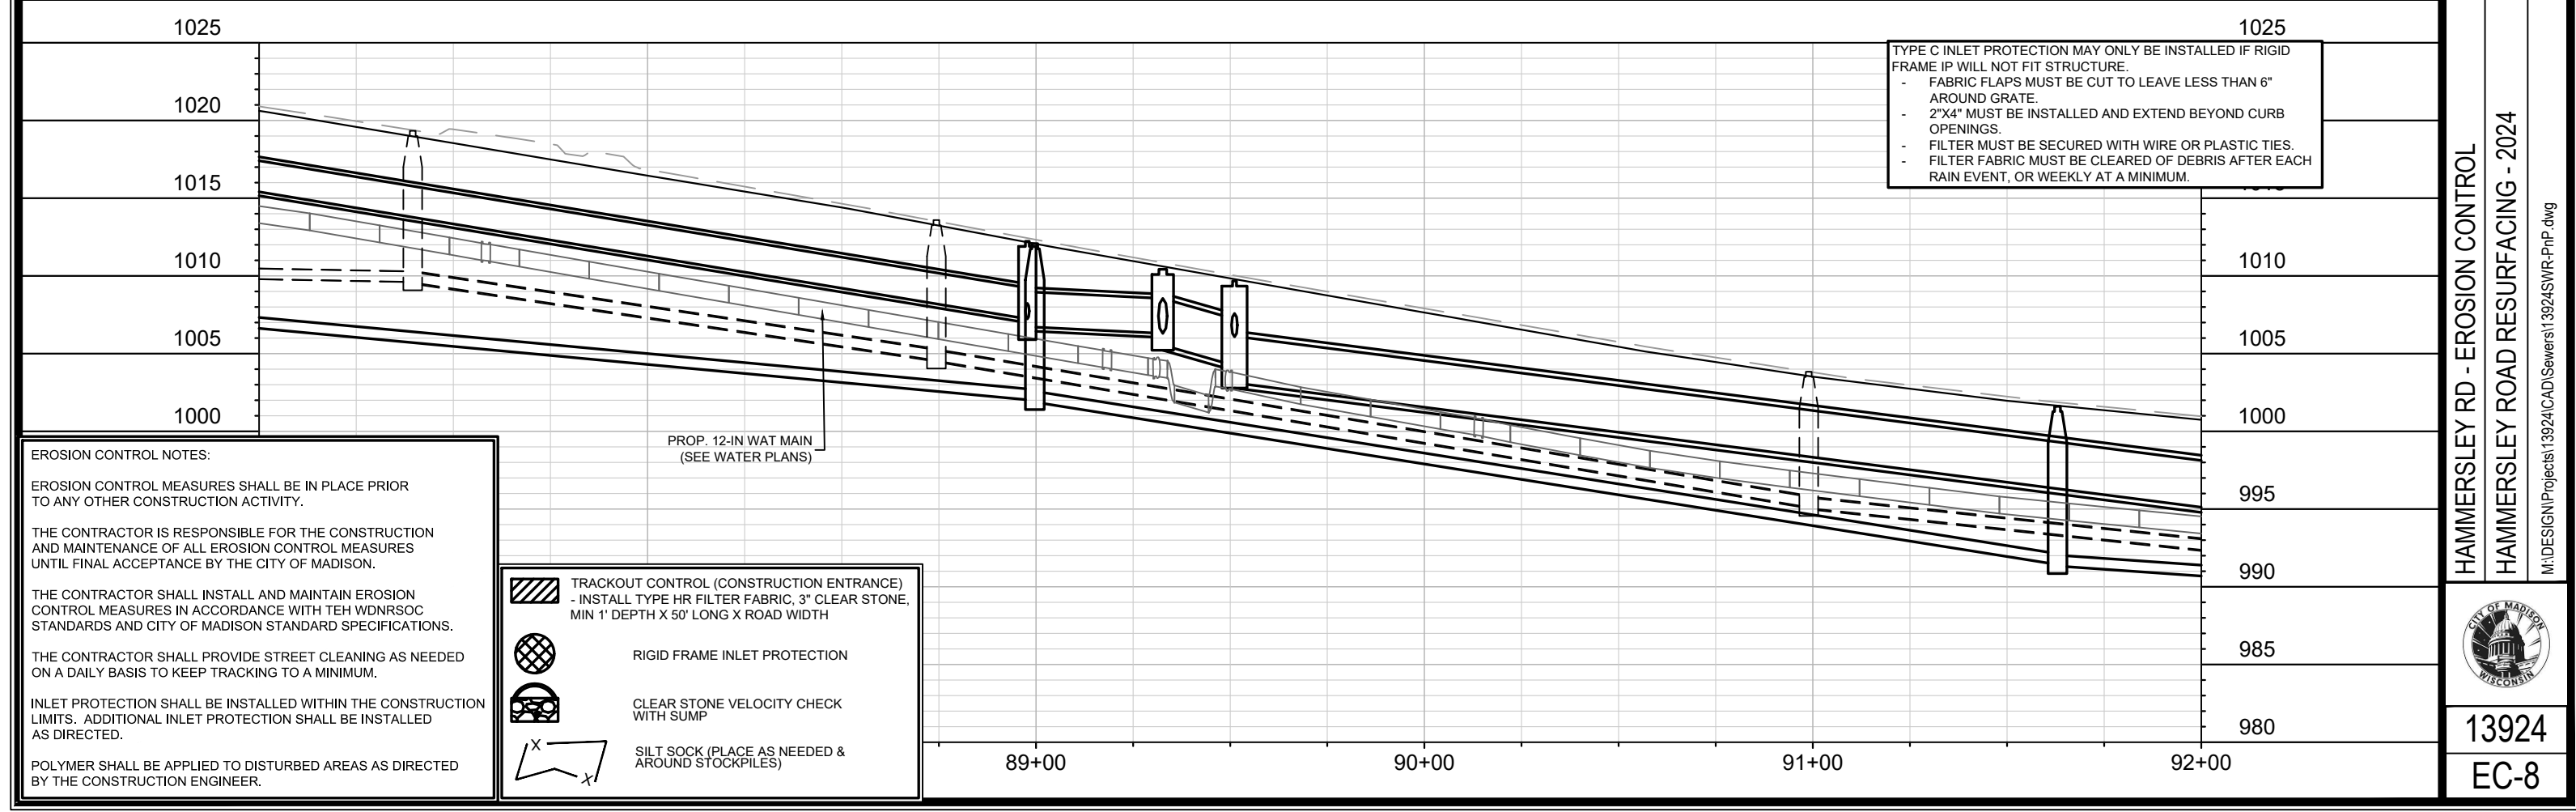 1025
1020
1015
1010
1005
1000
1025
1010
1005
1000
995
990
985
980
TYPE C INLET PROTECTION MAY ONLY BE INSTALLED IF RIGID
FRAME IP WILL NOT FIT STRUCTURE.
- FABRIC FLAPS MUST BE CUT TO LEAVE LESS THAN 6"
AROUND GRATE.
- 2"X4" MUST BE INSTALLED AND EXTEND BEYOND CURB
OPENINGS.
- FILTER MUST BE SECURED WITH WIRE OR PLASTIC TIES.
- FILTER FABRIC MUST BE CLEARED OF DEBRIS AFTER EACH
RAIN EVENT, OR WEEKLY AT A MINIMUM.
PROP. 12-IN WAT MAIN
(SEE WATER PLANS)
EROSION CONTROL NOTES:
EROSION CONTROL MEASURES SHALL BE IN PLACE PRIOR
TO ANY OTHER CONSTRUCTION ACTIVITY.
THE CONTRACTOR IS RESPONSIBLE FOR THE CONSTRUCTION
AND MAINTENANCE OF ALL EROSION CONTROL MEASURES
UNTIL FINAL ACCEPTANCE BY THE CITY OF MADISON.
THE CONTRACTOR SHALL INSTALL AND MAINTAIN EROSION
CONTROL MEASURES IN ACCORDANCE WITH TEH WDNRSOC
STANDARDS AND CITY OF MADISON STANDARD SPECIFICATIONS.
THE CONTRACTOR SHALL PROVIDE STREET CLEANING AS NEEDED
ON A DAILY BASIS TO KEEP TRACKING TO A MINIMUM.
INLET PROTECTION SHALL BE INSTALLED WITHIN THE CONSTRUCTION
LIMITS. ADDITIONAL INLET PROTECTION SHALL BE INSTALLED
AS DIRECTED.
POLYMER SHALL BE APPLIED TO DISTURBED AREAS AS DIRECTED
BY THE CONSTRUCTION ENGINEER.
TRACKOUT CONTROL (CONSTRUCTION ENTRANCE)
- INSTALL TYPE HR FILTER FABRIC, 3" CLEAR STONE,
MIN 1' DEPTH X 50' LONG X ROAD WIDTH
RIGID FRAME INLET PROTECTION
CLEAR STONE VELOCITY CHECK
WITH SUMP
X
X
SILT SOCK (PLACE AS NEEDED &
AROUND STOCKPILES)
89+00
90+00
91+00
92+00
HAMMERSLEY RD - EROSION CONTROL
HAMMERSLEY ROAD RESURFACING - 2024
M:\DESIGN\Projects\13924\CAD\Sewers\13924SWR-PnP.dwg
CITY OF MADISON
WISCONSIN
13924
EC-8